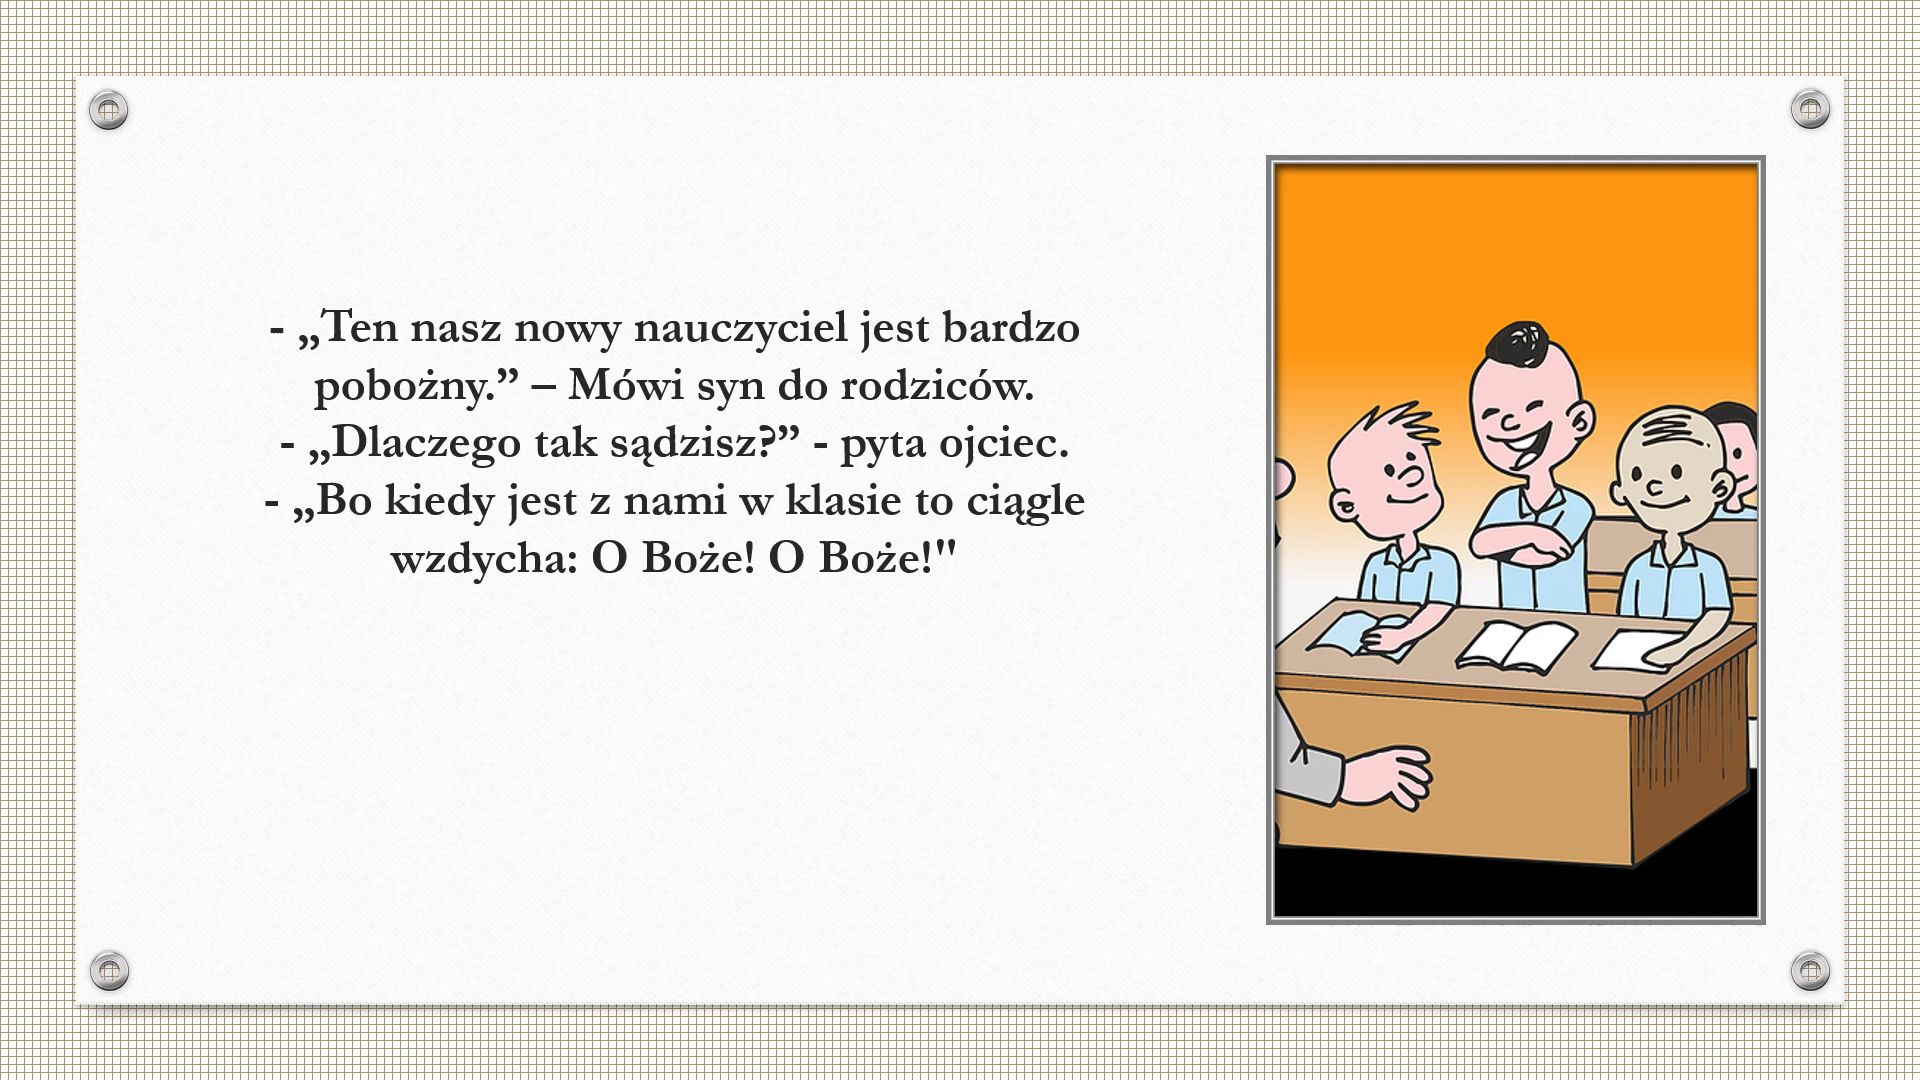 - „Ten nasz nowy nauczyciel jest bardzo
pobożny.” – Mówi syn do rodziców.
- „Dlaczego tak sądzisz?” - pyta ojciec.
- „Bo kiedy jest z nami w klasie to ciągle
wzdycha: O Boże! O Boże!"